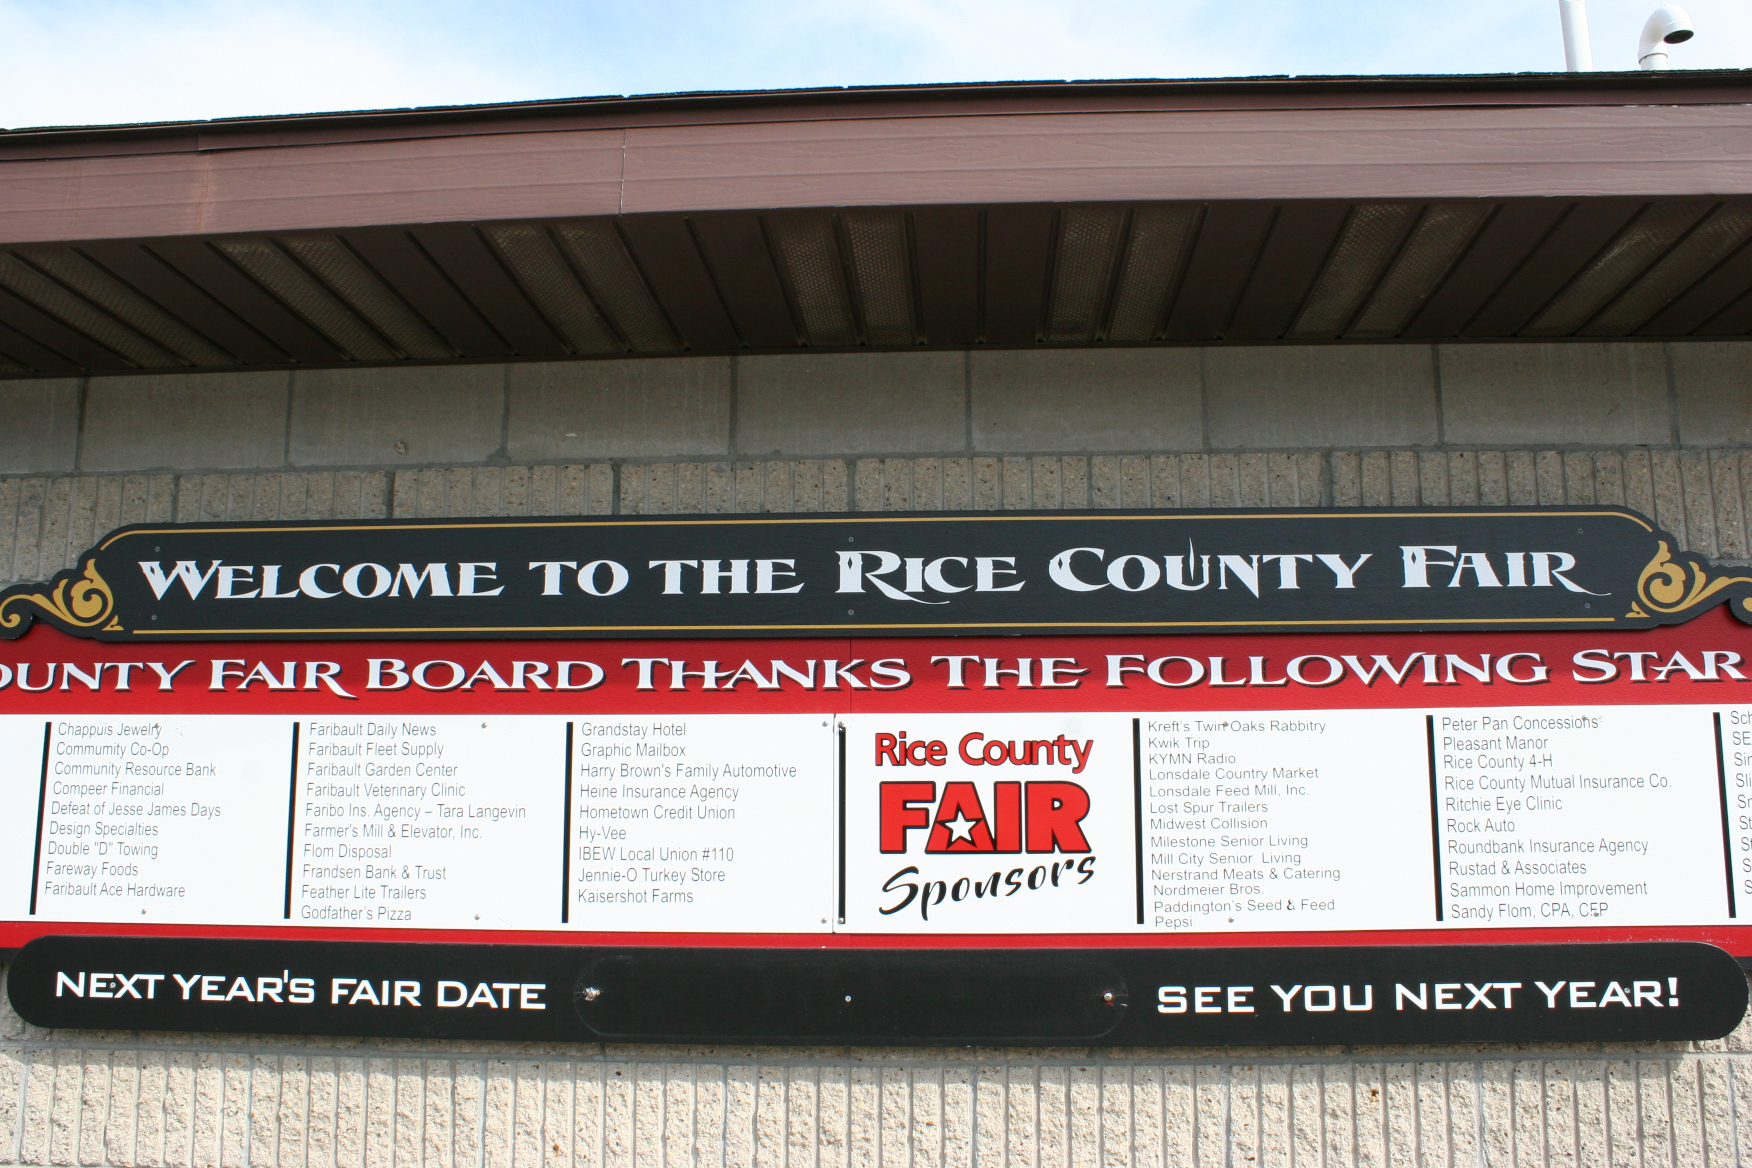 WELCOME TO THE RICE COUNTY FAIR
OUNTY FAIR BOARD THANKS THE FOLLOWING STAR
Chappuis Jewelry
Community Co-Op
Community Resource Bank
Compeer Financial
Defeat of Jesse James Days
Design Specialties
Double "D" Towing
Fareway Foods
Faribault Ace Hardware
Faribault Daily News
Faribault Fleet Supply
Faribault Garden Center
Faribault Veterinary Clinic
Faribo Ins. Agency – Tara Langevin
Farmer's Mill & Elevator, Inc.
Flom Disposal
Frandsen Bank & Trust
Feather Lite Trailers
Godfather's Pizza
Grandstay Hotel
Graphic Mailbox
Harry Brown's Family Automotive
Heine Insurance Agency
Hometown Credit Union
Hy-Vee
IBEW Local Union #110
Jennie-O Turkey Store
Kaisershot Farms
Rice County
FAIR
Sponsors
Kreft's Twin Oaks Rabbitry
Kwik Trip
KYMN Radio
Lonsdale Country Market
Lonsdale Feed Mill, Inc.
Lost Spur Trailers
Midwest Collision
Milestone Senior Living
Mill City Senior Living
Nerstrand Meats & Catering
Nordmeier Bros.
Paddington's Seed & Feed
Pepsi
Peter Pan Concessions
Pleasant Manor
Rice County 4-H
Rice County Mutual Insurance Co.
Ritchie Eye Clinic
Rock Auto
Roundbank Insurance Agency
Rustad & Associates
Sammon Home Improvement
Sandy Flom, CPA, CFP
NEXT YEAR'S FAIR DATE
SEE YOU NEXT YEAR!